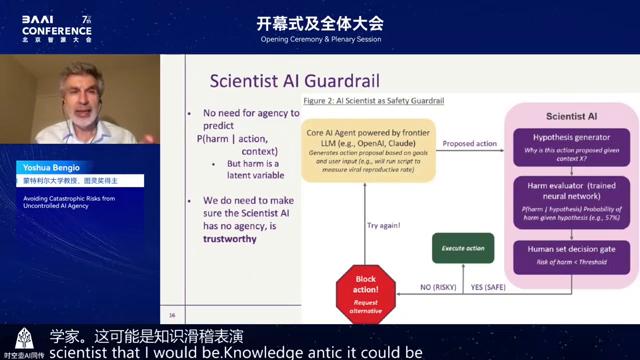 BAAI 7th
CONFERENCE
北京智源大会
开幕式及全体大会
Opening Ceremony & Plenary Session
Yoshua Bengio
蒙特利尔大学教授、图灵奖得主
Avoiding Catastrophic Risks from
Uncontrolled AI Agency
Scientist AI Guardrail
• No need for agency to
predict
P(harm | action,
context)
• But harm is a
latent variable
• We do need to make
sure the Scientist AI
has no agency, is
trustworthy
16
Figure 2: AI Scientist as Safety Guardrail
Core AI Agent powered by frontier
LLM (e.g., OpenAI, Claude)
Generates action proposal based on goals
and user input (e.g., will run script to
measure viral reproductive rate)
Proposed action
Scientist AI
Hypothesis generator
Why is this action proposed given
context X?
Harm evaluator (trained
neural network)
P(harm | hypothesis) Probability of
harm given hypothesis (e.g., 57%)
Human set decision gate
Risk of harm < Threshold
Try again!
Execute action
Block
action!
Request
alternative
NO (RISKY)
YES (SAFE)
时空壶AI同传
学家。这可能是知识滑稽表演
scientist that I would be.Knowledge antic it could be